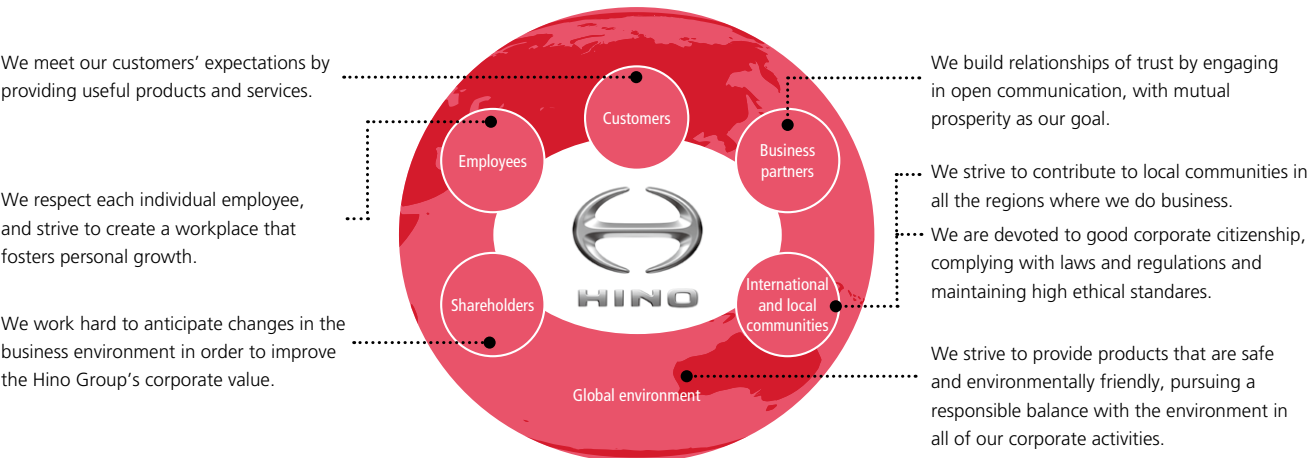 We meet our customers’ expectations by
providing useful products and services.
We respect each individual employee,
and strive to create a workplace that
fosters personal growth.
We work hard to anticipate changes in the
business environment in order to improve
the Hino Group’s corporate value.
Customers
Employees
Business
partners
HINO
Shareholders
International
and local
communities
Global environment
We build relationships of trust by engaging
in open communication, with mutual
prosperity as our goal.
We strive to contribute to local communities in
all the regions where we do business.
We are devoted to good corporate citizenship,
complying with laws and regulations and
maintaining high ethical standares.
We strive to provide products that are safe
and environmentally friendly, pursuing a
responsible balance with the environment in
all of our corporate activities.